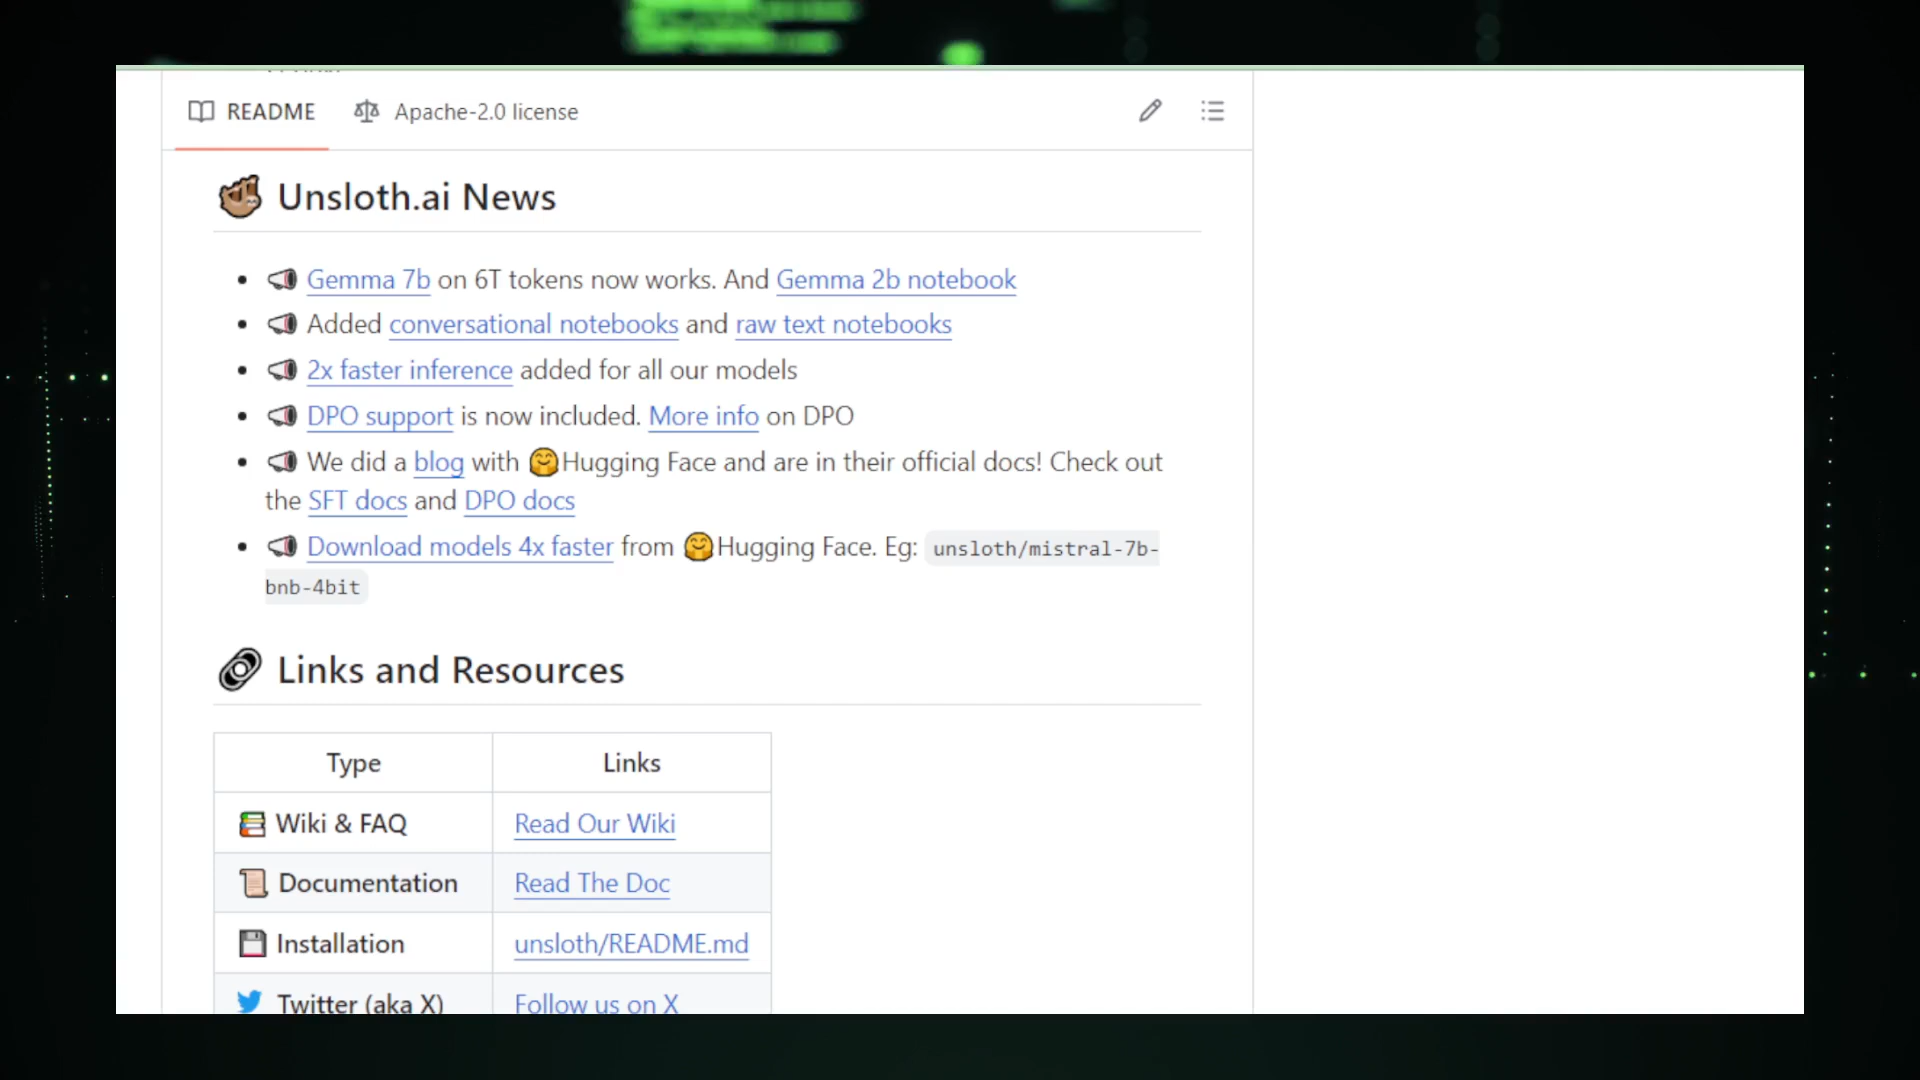 README Apache-2.0 license
Unsloth.ai News
Gemma 7b on 6T tokens now works. And Gemma 2b notebook
Added conversational notebooks and raw text notebooks
2x faster inference added for all our models
DPO support is now included. More info on DPO
We did a blog with 🤗Hugging Face and are in their official docs! Check out
the SFT docs and DPO docs
Download models 4x faster from 🤗Hugging Face. Eg: unsloth/mistral-7b-
bnb-4bit
Links and Resources
Type Links
Wiki & FAQ Read Our Wiki
Documentation Read The Doc
Installation unsloth/README.md
Twitter (aka X) Follow us on X